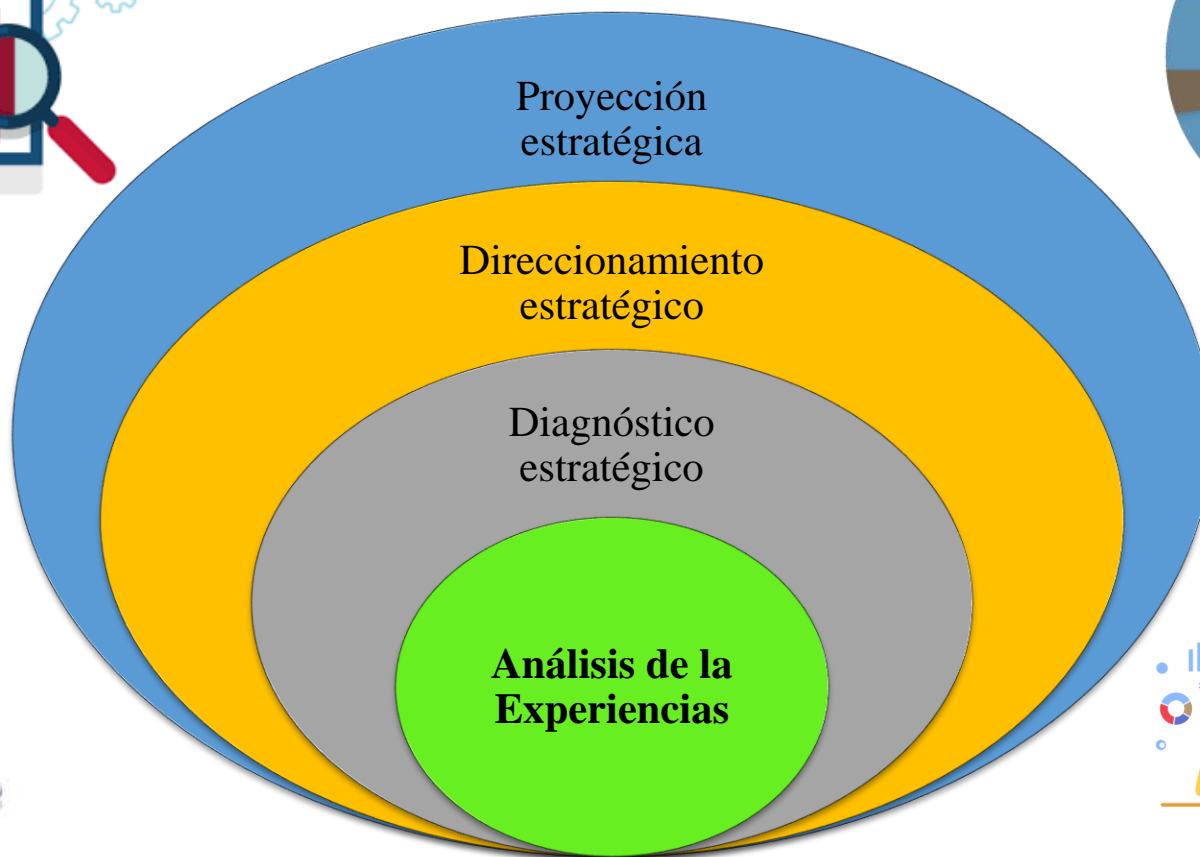 Proyección
estratégica
Direccionamiento
estratégico
Diagnóstico
estratégico
Análisis de la
Experiencias